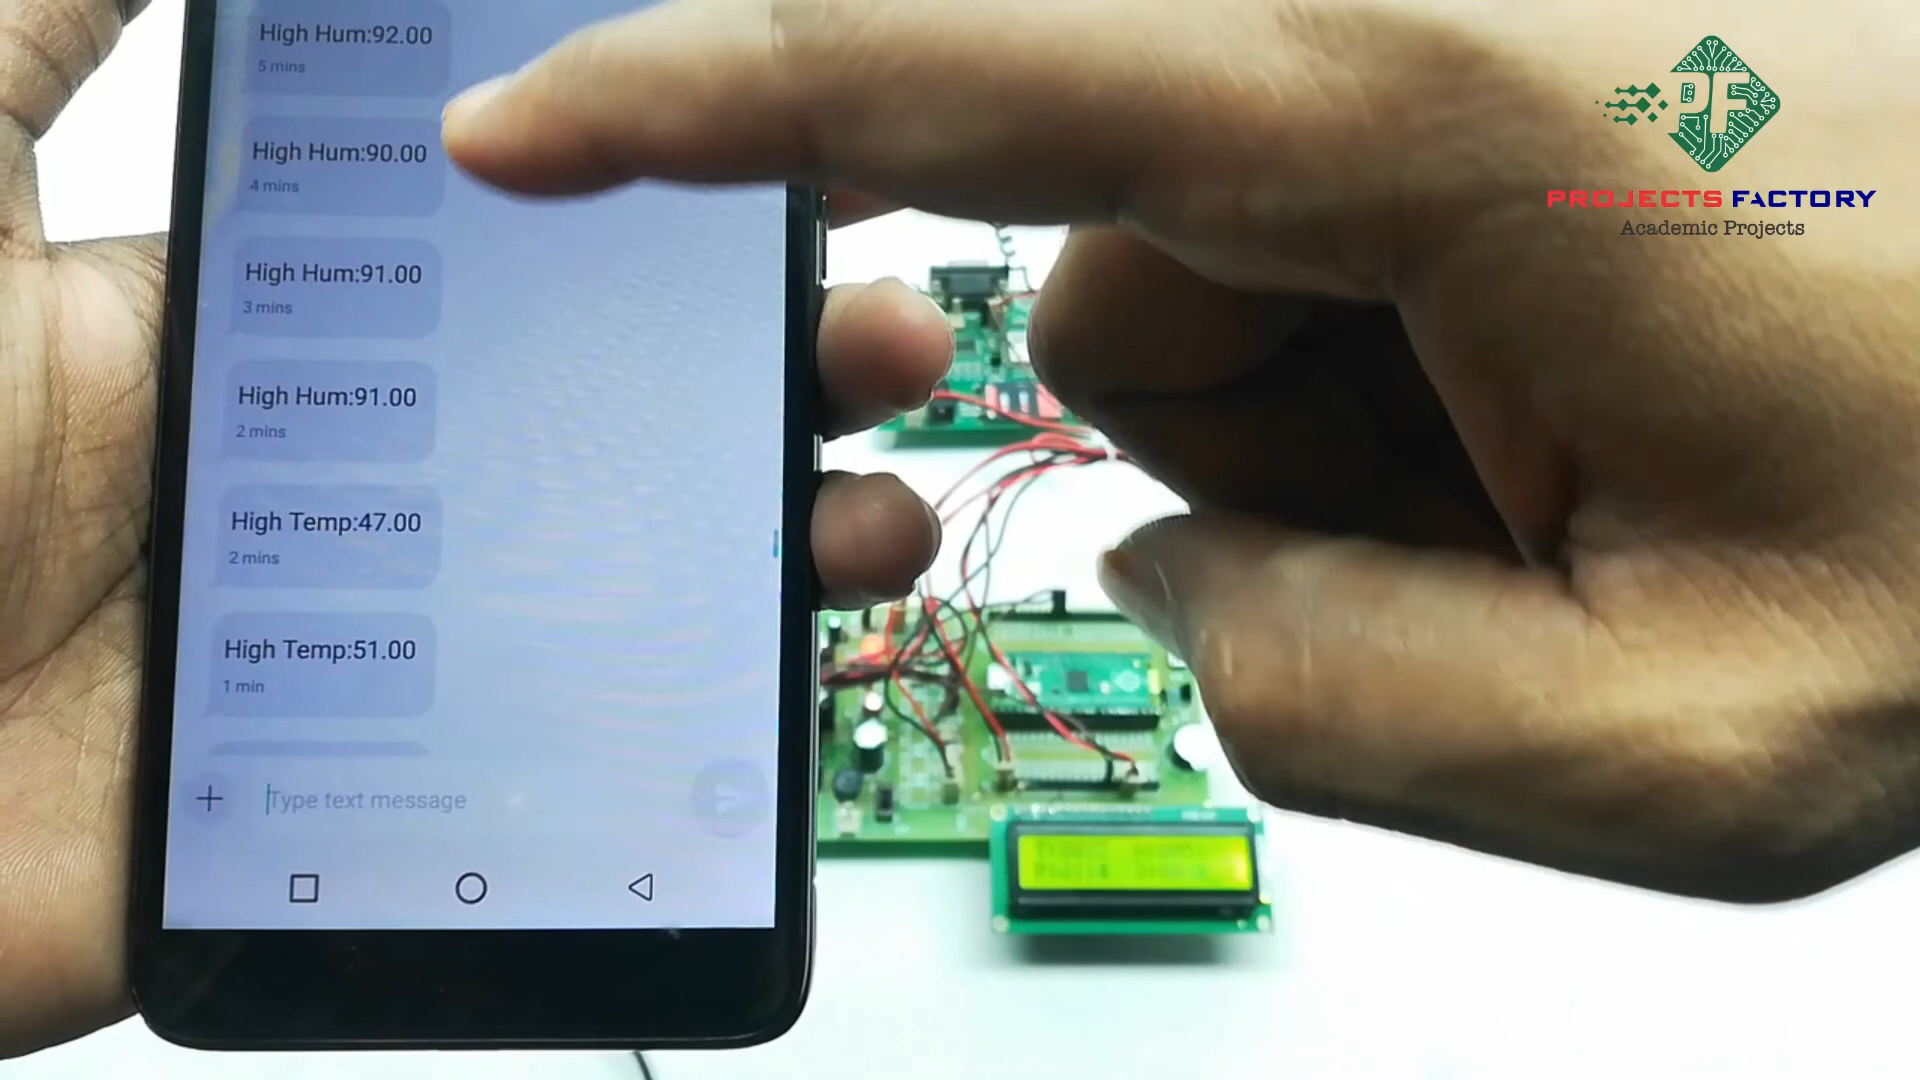 High Hum:92.00
5 mins
High Hum:90.00
4 mins
High Hum:91.00
3 mins
High Hum:91.00
2 mins
High Temp:47.00
2 mins
High Temp:51.00
1 min
Type text message
PF
PROJECTS FACTORY
Academic Projects